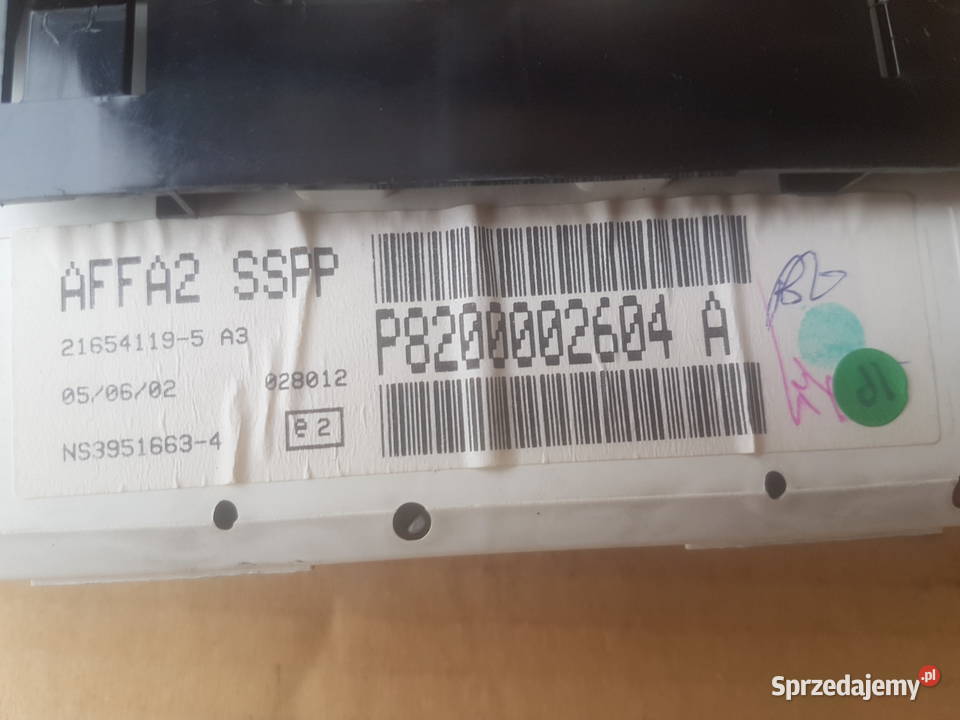 AFFA2 SSPP
21654119-5 A3
05/06/02 028012
NS3951663-4 e2
P8200002604 A
Sprzedajemy.pl